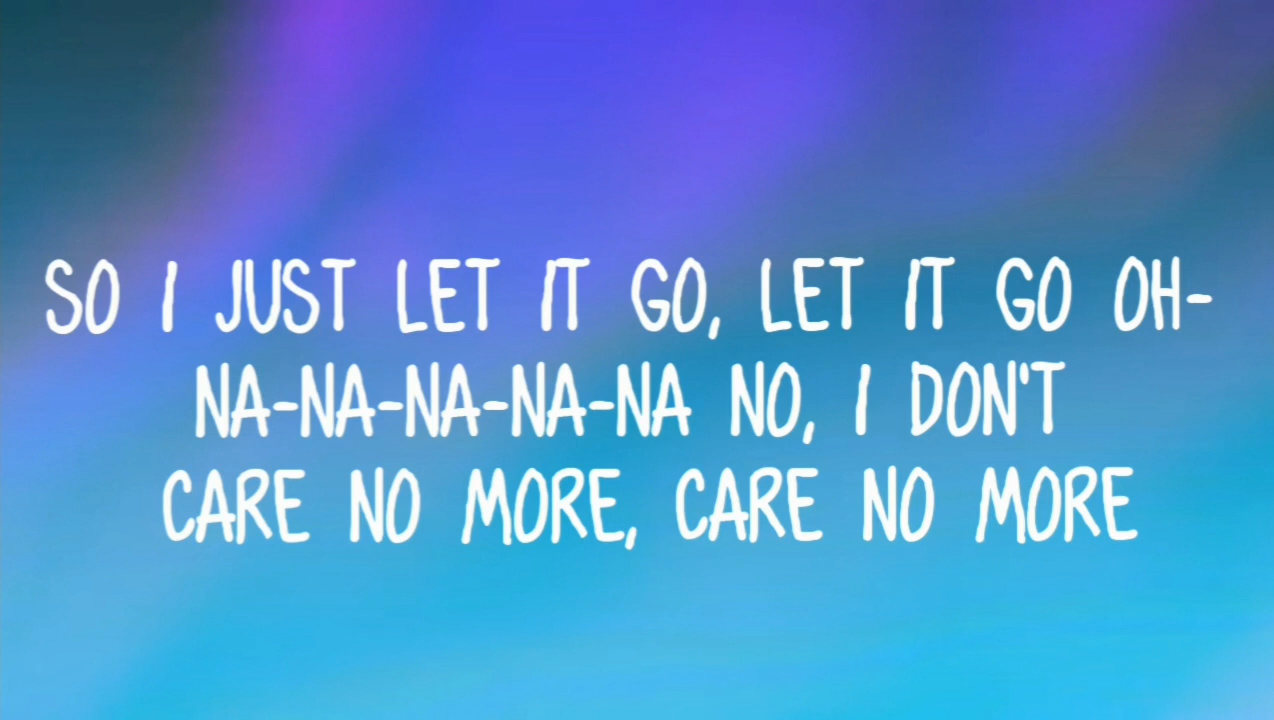 SO I JUST LET IT GO, LET IT GO OH-
NA-NA-NA-NA-NA NO, I DON'T
CARE NO MORE, CARE NO MORE